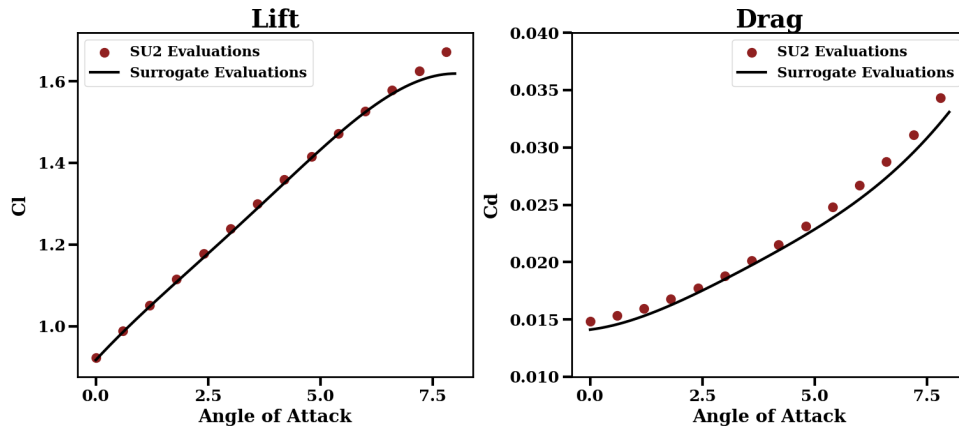 Lift
SU2 Evaluations
Surrogate Evaluations
1.6
1.4
1.2
1.0
Cl
0.0
2.5
5.0
7.5
Angle of Attack
Drag
SU2 Evaluations
Surrogate Evaluations
0.040
0.035
0.030
0.025
0.020
0.015
0.010
Cd
0.0
2.5
5.0
7.5
Angle of Attack